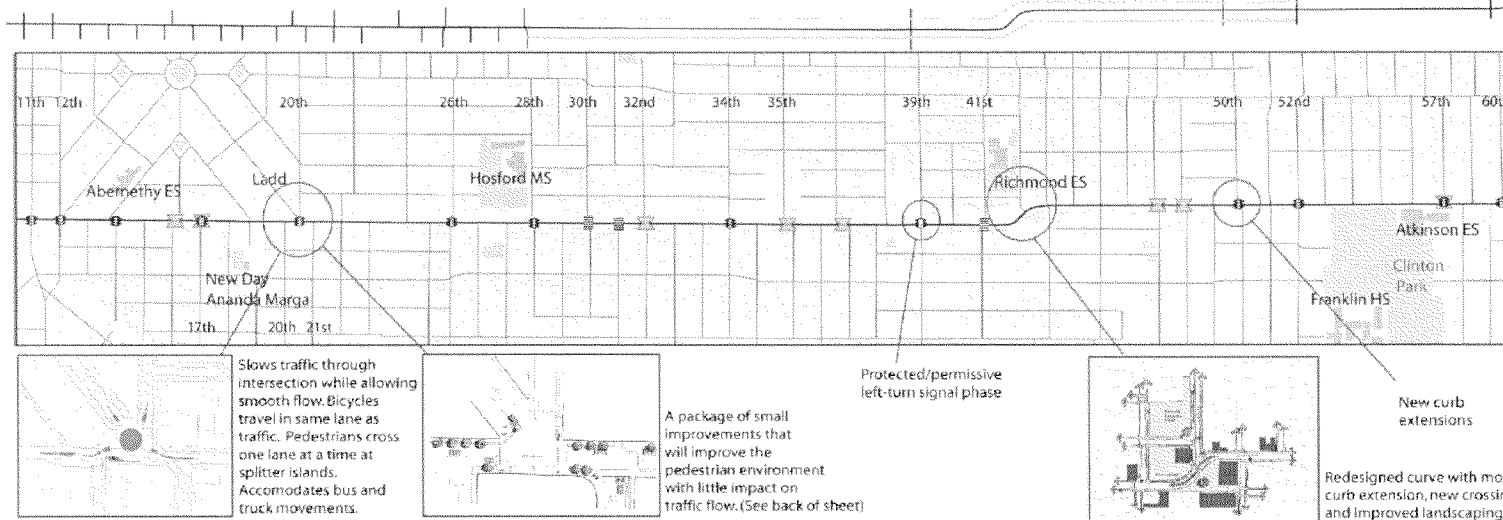 11th 12th 20th 26th 28th 30th 32nd 34th 35th 39th 41st 50th 52nd 57th
Abernethy ES
Ladd
Hosford MS
Richmond ES
Atkinson ES
New Day
Ananda Marga
Clinton
Park
Franklin HS
17th 20th 21st
Slows traffic through
intersection while allowing
smooth flow. Bicycles
travel in same lane as
traffic. Pedestrians cross
one lane at a time at
splitter islands.
Accomodates bus and
truck movements.
A package of small
improvements that
will improve the
pedestrian environment
with little impact on
traffic flow. (See back of sheet)
Protected/permissive
left-turn signal phase
New curb
extensions
Redesigned curve with mo
curb extension, new crossin
and improved landscaping